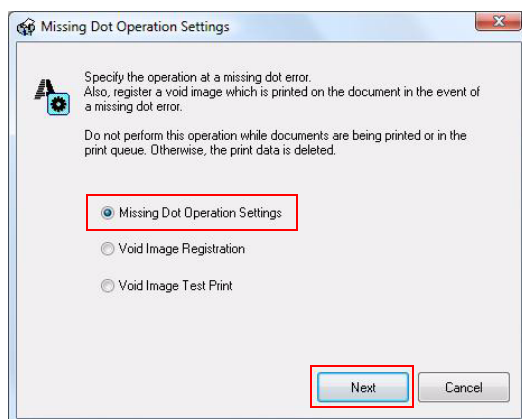 Missing Dot Operation Settings
Specify the operation at a missing dot error.
Also, register a void image which is printed on the document in the event of
a missing dot error.
Do not perform this operation while documents are being printed or in the
print queue. Otherwise, the print data is deleted.
Missing Dot Operation Settings
Void Image Registration
Void Image Test Print
Next
Cancel